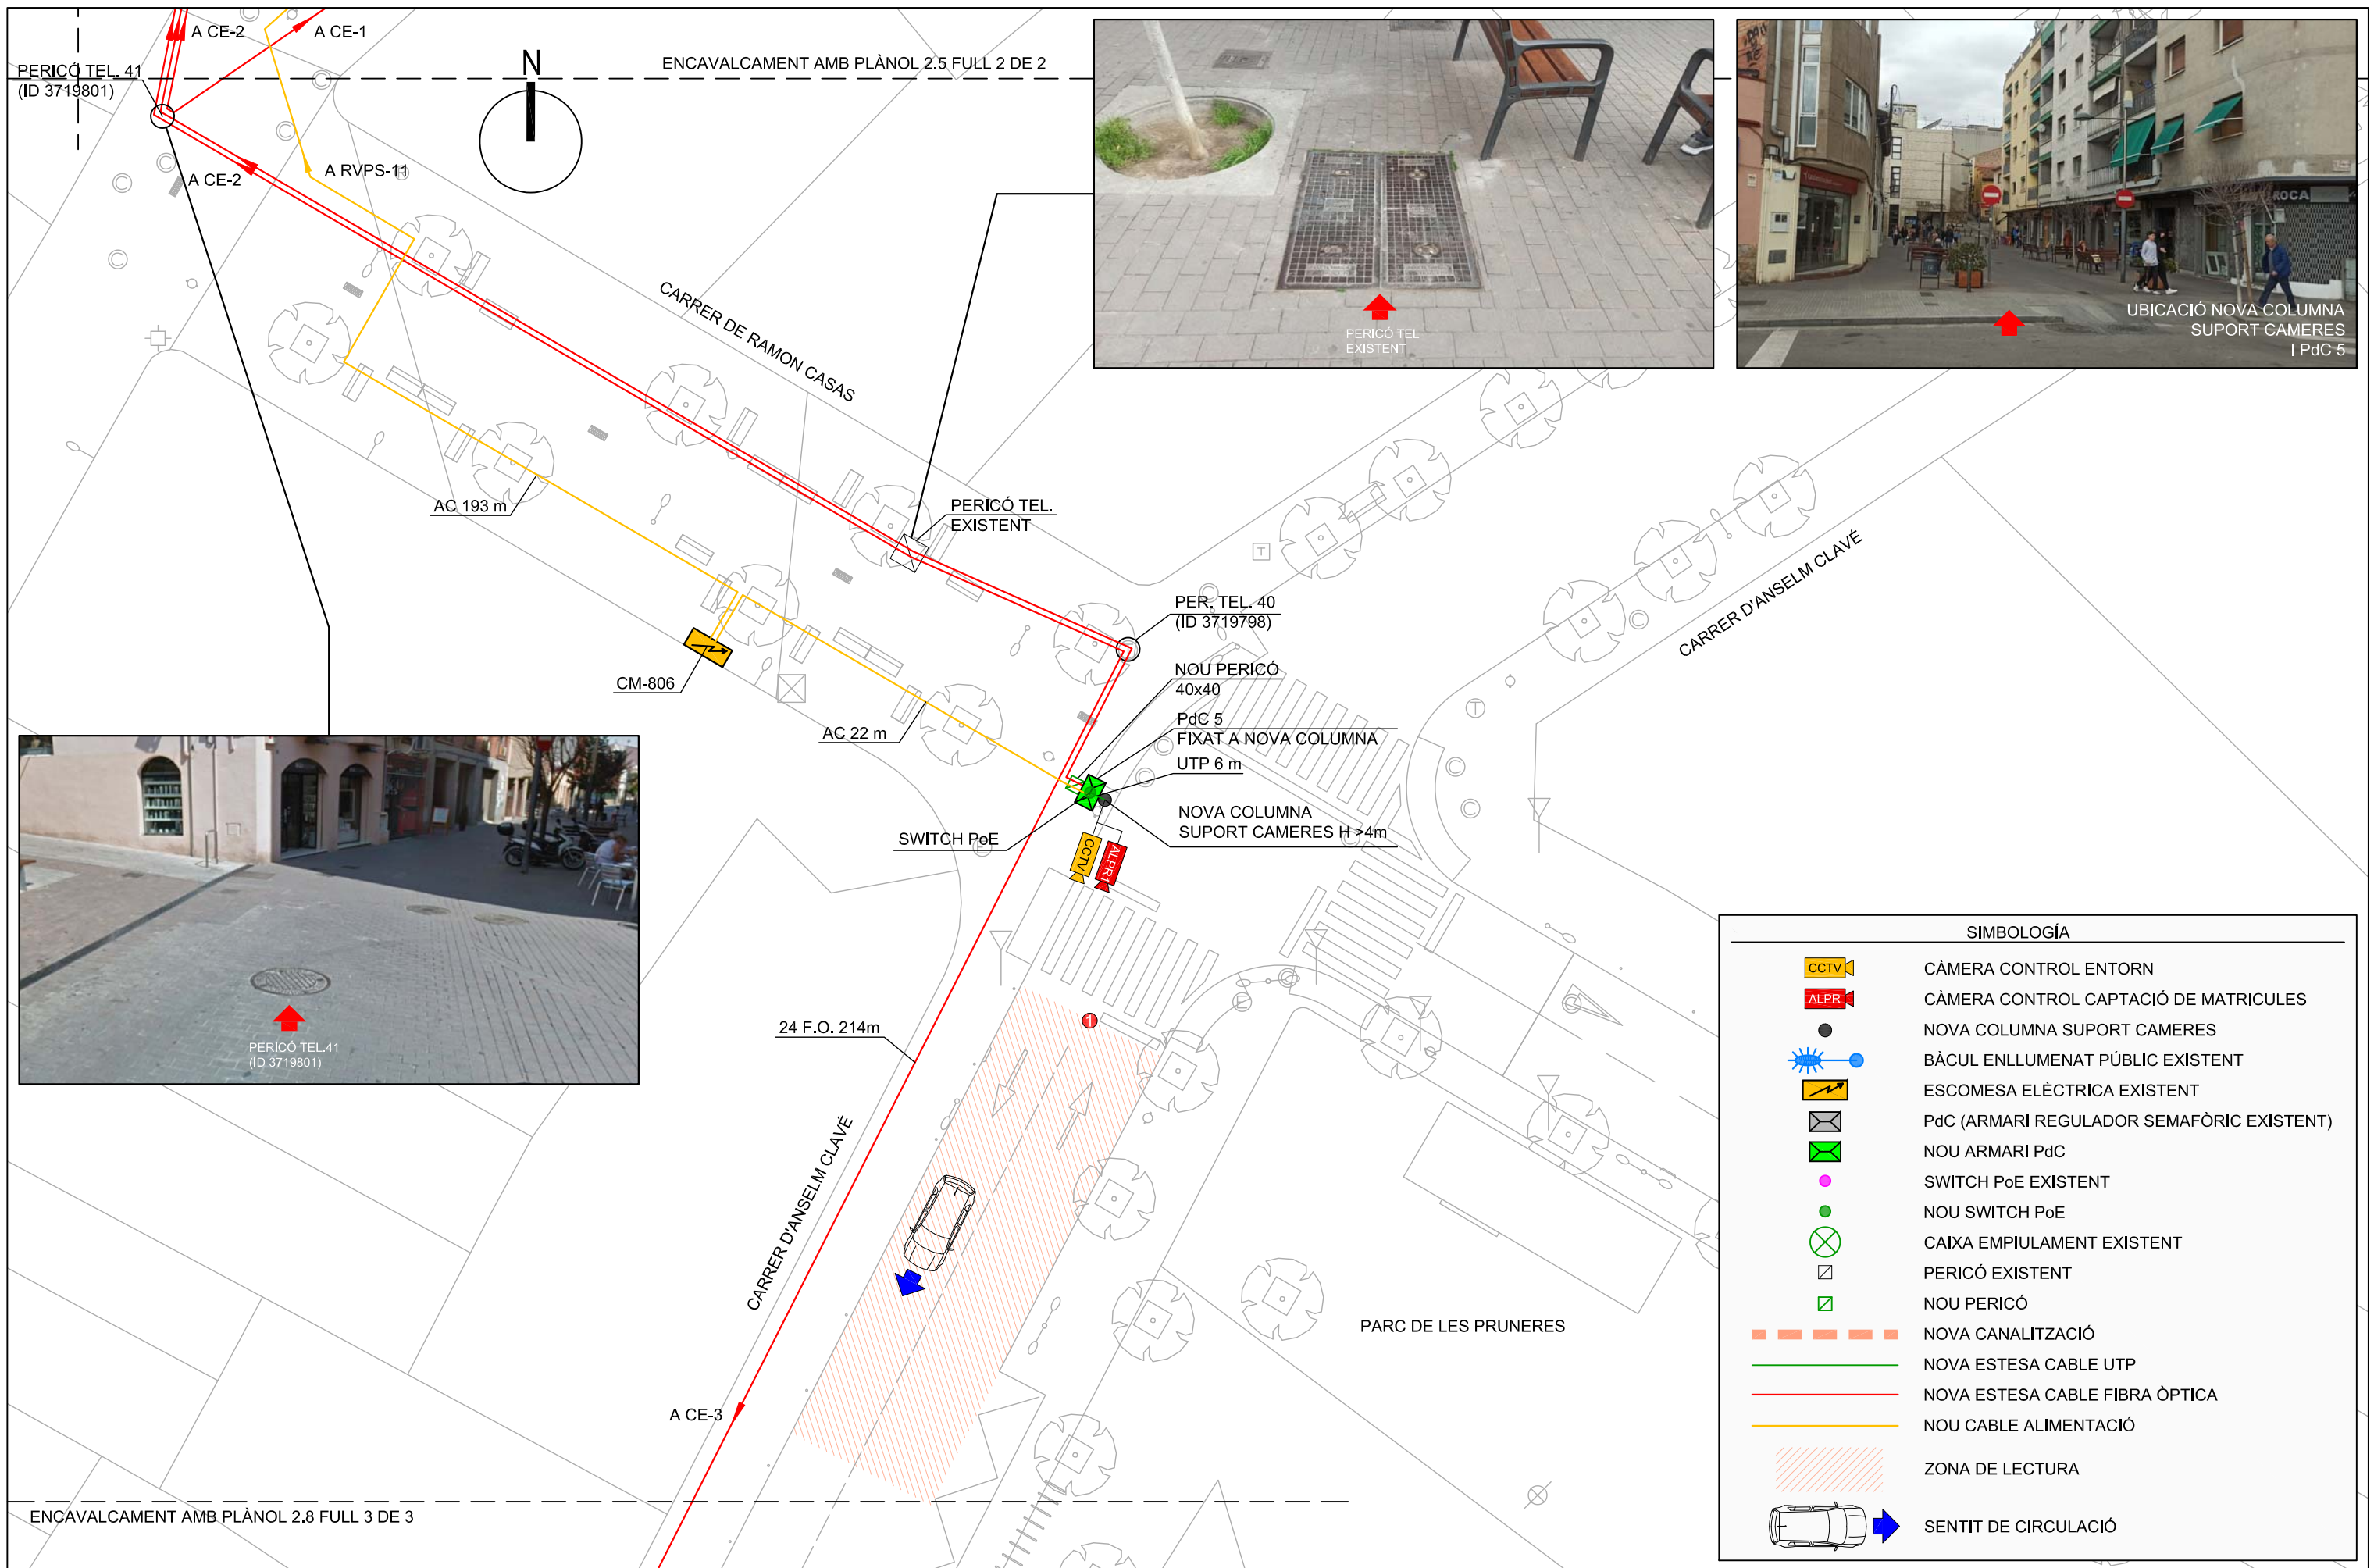 A CE-2
A CE-1
PERICÓ TEL. 41
(ID 3719801)
N
ENCAVALCAMENT AMB PLÀNOL 2.5 FULL 2 DE 2
A CE-2
A RVPS-11
CARRER DE RAMON CASAS
PERICÓ TEL
EXISTENT
ROCA
UBICACIÓ NOVA COLUMNA
SUPORT CAMERES
I PdC 5
AC 193 m
PERICÓ TEL.
EXISTENT
T
CARRER D'ANSELM CLAVÉ
PER. TEL. 40
(ID 3719798)
NOU PERICÓ
40x40
CM-806
T
PdC 5
FIXAT A NOVA COLUMNA
AC 22 m
UTP 6 m
NOVA COLUMNA
SUPORT CAMERES H >4m
SWITCH PoE
CCTV
ALPR1
1
24 F.O. 214m
PERICÓ TEL.41
(ID 3719801)
CARRER D'ANSELM CLAVÉ
PARC DE LES PRUNERES
A CE-3
ENCAVALCAMENT AMB PLÀNOL 2.8 FULL 3 DE 3
SIMBOLOGÍA
CCTV CÀMERA CONTROL ENTORN
ALPR CÀMERA CONTROL CAPTACIÓ DE MATRICULES
NOVA COLUMNA SUPORT CAMERES
BÀCUL ENLLUMENAT PÚBLIC EXISTENT
ESCOMESA ELÈCTRICA EXISTENT
PdC (ARMARI REGULADOR SEMAFÒRIC EXISTENT)
NOU ARMARI PdC
SWITCH PoE EXISTENT
NOU SWITCH PoE
CAIXA EMPIULAMENT EXISTENT
PERICÓ EXISTENT
NOU PERICÓ
NOVA CANALITZACIÓ
NOVA ESTESA CABLE UTP
NOVA ESTESA CABLE FIBRA ÒPTICA
NOU CABLE ALIMENTACIÓ
ZONA DE LECTURA
SENTIT DE CIRCULACIÓ